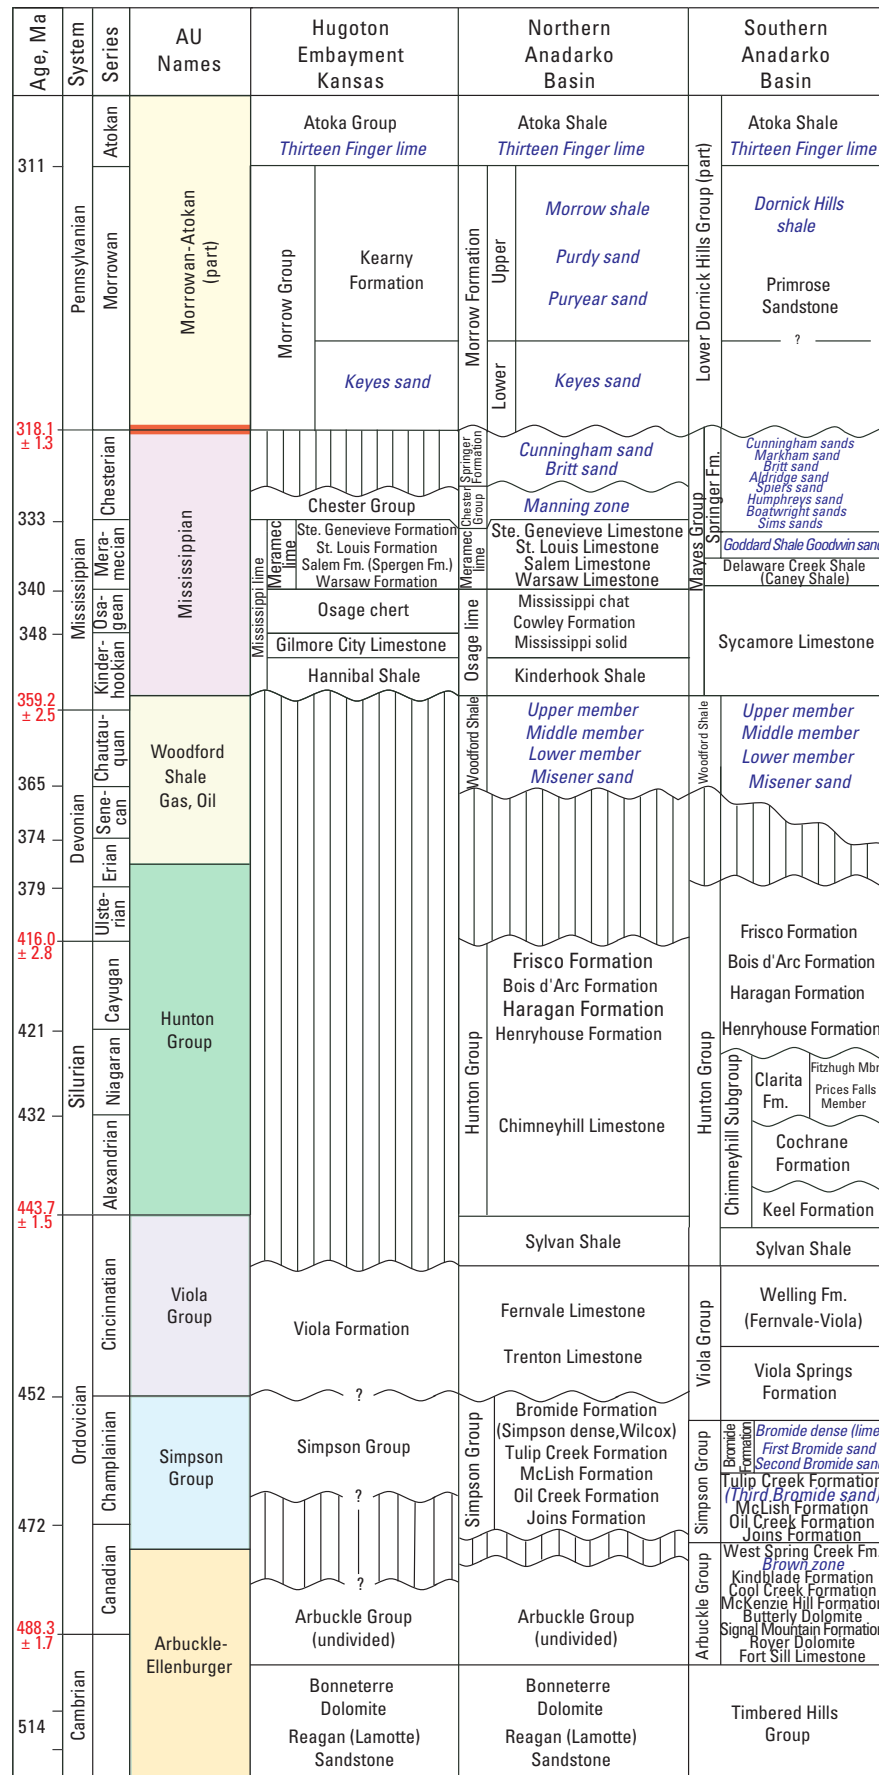 Age, Ma
System
Series
AU
Names
Hugoton
Embayment
Kansas
Northern
Anadarko
Basin
Southern
Anadarko
Basin
311
318.1
± 1.3
333
340
348
359.2
± 2.5
365
374
379
416.0
± 2.8
421
432
443.7
± 1.5
452
472
488.3
± 1.7
514
Pennsylvanian
Mississippian
Devonian
Silurian
Ordovician
Cambrian
Atokan
Morrowan
Chesterian
Mera-
mecian
Osa-
gean
Kinder-
hookian
Chautau-
quan
Sene-
can
Erian
Ulste-
rian
Cayugan
Niagaran
Alexandrian
Cincinnatian
Champlainian
Canadian
Morrowan-Atokan
(part)
Mississippian
Woodford
Shale
Gas, Oil
Hunton
Group
Viola
Group
Simpson
Group
Arbuckle-
Ellenburger
Atoka Group
Thirteen Finger lime
Morrow Group
Kearny
Formation
Keyes sand
Chester Group
Mississippi lime
Meramec
lime
Ste. Genevieve Formation
St. Louis Formation
Salem Fm. (Spergen Fm.)
Warsaw Formation
Osage chert
Gilmore City Limestone
Hannibal Shale
Viola Formation
?
Simpson Group
?
?
Arbuckle Group
(undivided)
Bonneterre
Dolomite
Reagan (Lamotte)
Sandstone
Atoka Shale
Thirteen Finger lime
Morrow Formation
Upper
Morrow shale
Purdy sand
Puryear sand
Lower
Keyes sand
Springer
Formation
Cunningham sand
Britt sand
Chester
Group
Manning zone
Meramec
lime
Ste. Genevieve Limestone
St. Louis Limestone
Salem Limestone
Warsaw Limestone
Osage lime
Mississippi chat
Cowley Formation
Mississippi solid
Kinderhook Shale
Woodford Shale
Upper member
Middle member
Lower member
Misener sand
Hunton Group
Frisco Formation
Bois d'Arc Formation
Haragan Formation
Henryhouse Formation
Chimneyhill Limestone
Sylvan Shale
Fernvale Limestone
Trenton Limestone
Simpson Group
Bromide Formation
(Simpson dense,Wilcox)
Tulip Creek Formation
McLish Formation
Oil Creek Formation
Joins Formation
Arbuckle Group
(undivided)
Bonneterre
Dolomite
Reagan (Lamotte)
Sandstone
Lower Dornick Hills Group (part)
Atoka Shale
Thirteen Finger lime
Dornick Hills
shale
Primrose
Sandstone
?
Mayes Group
Springer Fm.
Cunningham sands
Markham sand
Britt sand
Aldridge sand
Spiers sand
Humphreys sand
Boatwright sands
Sims sands
Goddard Shale Goodwin sand
Delaware Creek Shale
(Caney Shale)
Sycamore Limestone
Woodford Shale
Upper member
Middle member
Lower member
Misener sand
Hunton Group
Frisco Formation
Bois d'Arc Formation
Haragan Formation
Henryhouse Formation
Chimneyhill Subgroup
Clarita
Fm.
Fitzhugh Mbr
Prices Falls
Member
Cochrane
Formation
Keel Formation
Sylvan Shale
Viola Group
Welling Fm.
(Fernvale-Viola)
Viola Springs
Formation
Simpson Group
Bromide
Formation
Bromide dense (lime
First Bromide sand
Second Bromide sand
Tulip Creek Formation
(Third Bromide sand)
McLish Formation
Oil Creek Formation
Joins Formation
Arbuckle Group
West Spring Creek Fm.
Brown zone
Kindblade Formation
Cool Creek Formation
McKenzie Hill Formation
Butterly Dolomite
Signal Mountain Formation
Royer Dolomite
Fort Sill Limestone
Timbered Hills
Group